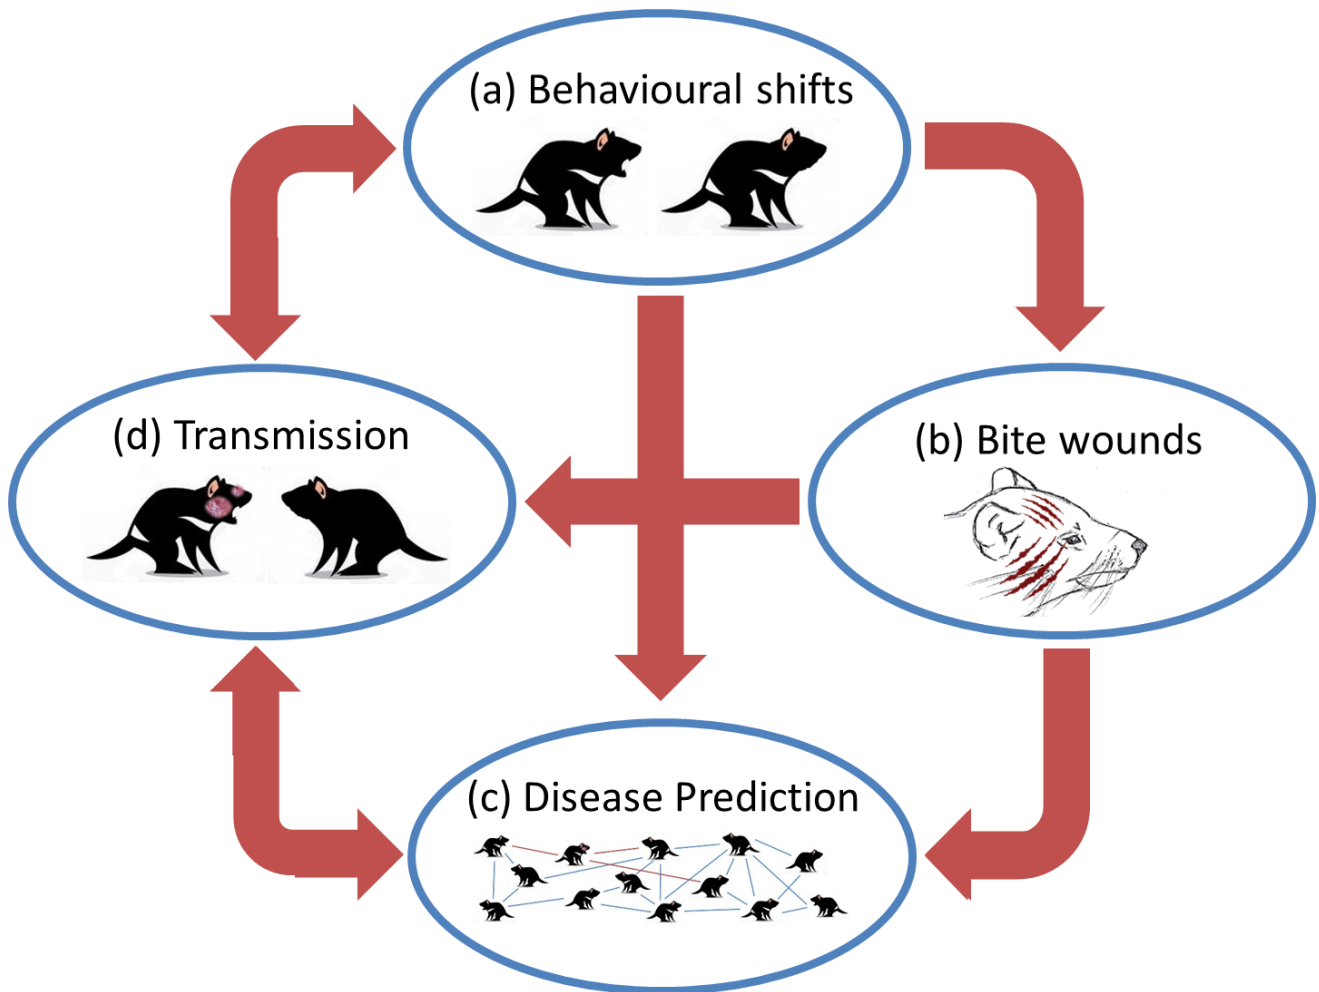 (a) Behavioural shifts
(d) Transmission
(b) Bite wounds
(c) Disease Prediction